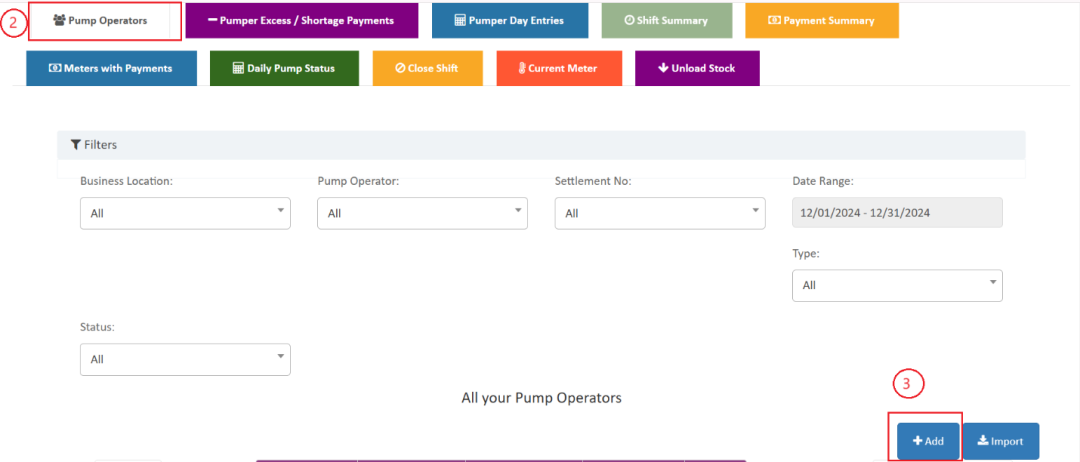 2
Pump Operators
Pumper Excess / Shortage Payments
Pumper Day Entries
Shift Summary
Payment Summary
Meters with Payments
Daily Pump Status
Close Shift
Current Meter
Unload Stock
Filters
Business Location:
Pump Operator:
Settlement No:
Date Range:
All
All
All
12/01/2024 - 12/31/2024
Type:
All
Status:
All
All your Pump Operators
3
Add
Import